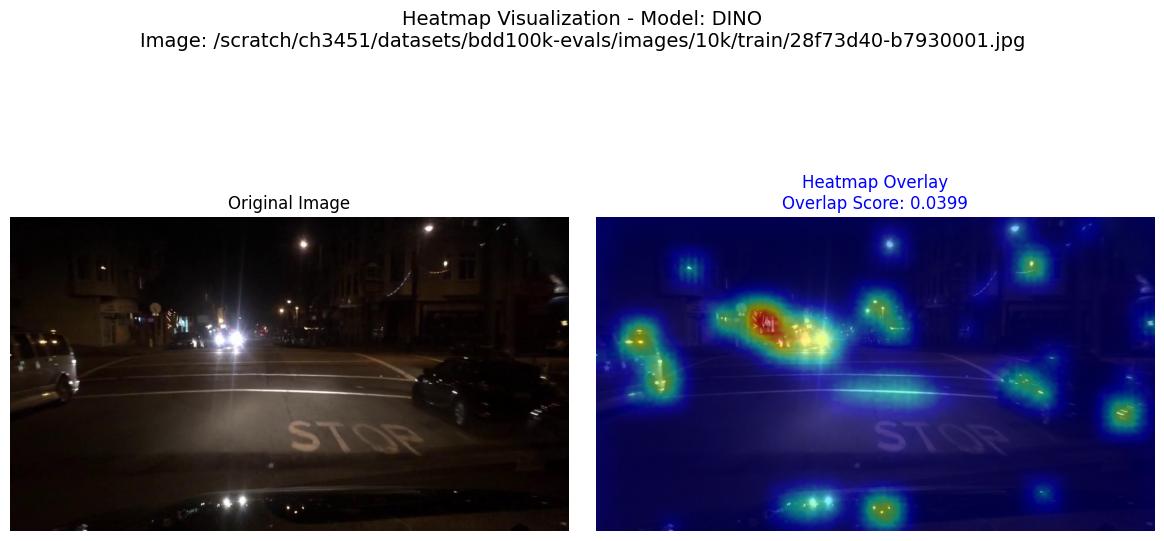 Heatmap Visualization - Model: DINO
Image: /scratch/ch3451/datasets/bdd100k-evals/images/10k/train/28f73d40-b7930001.jpg
Original Image
Heatmap Overlay
Overlap Score: 0.0399
STOP
STOP